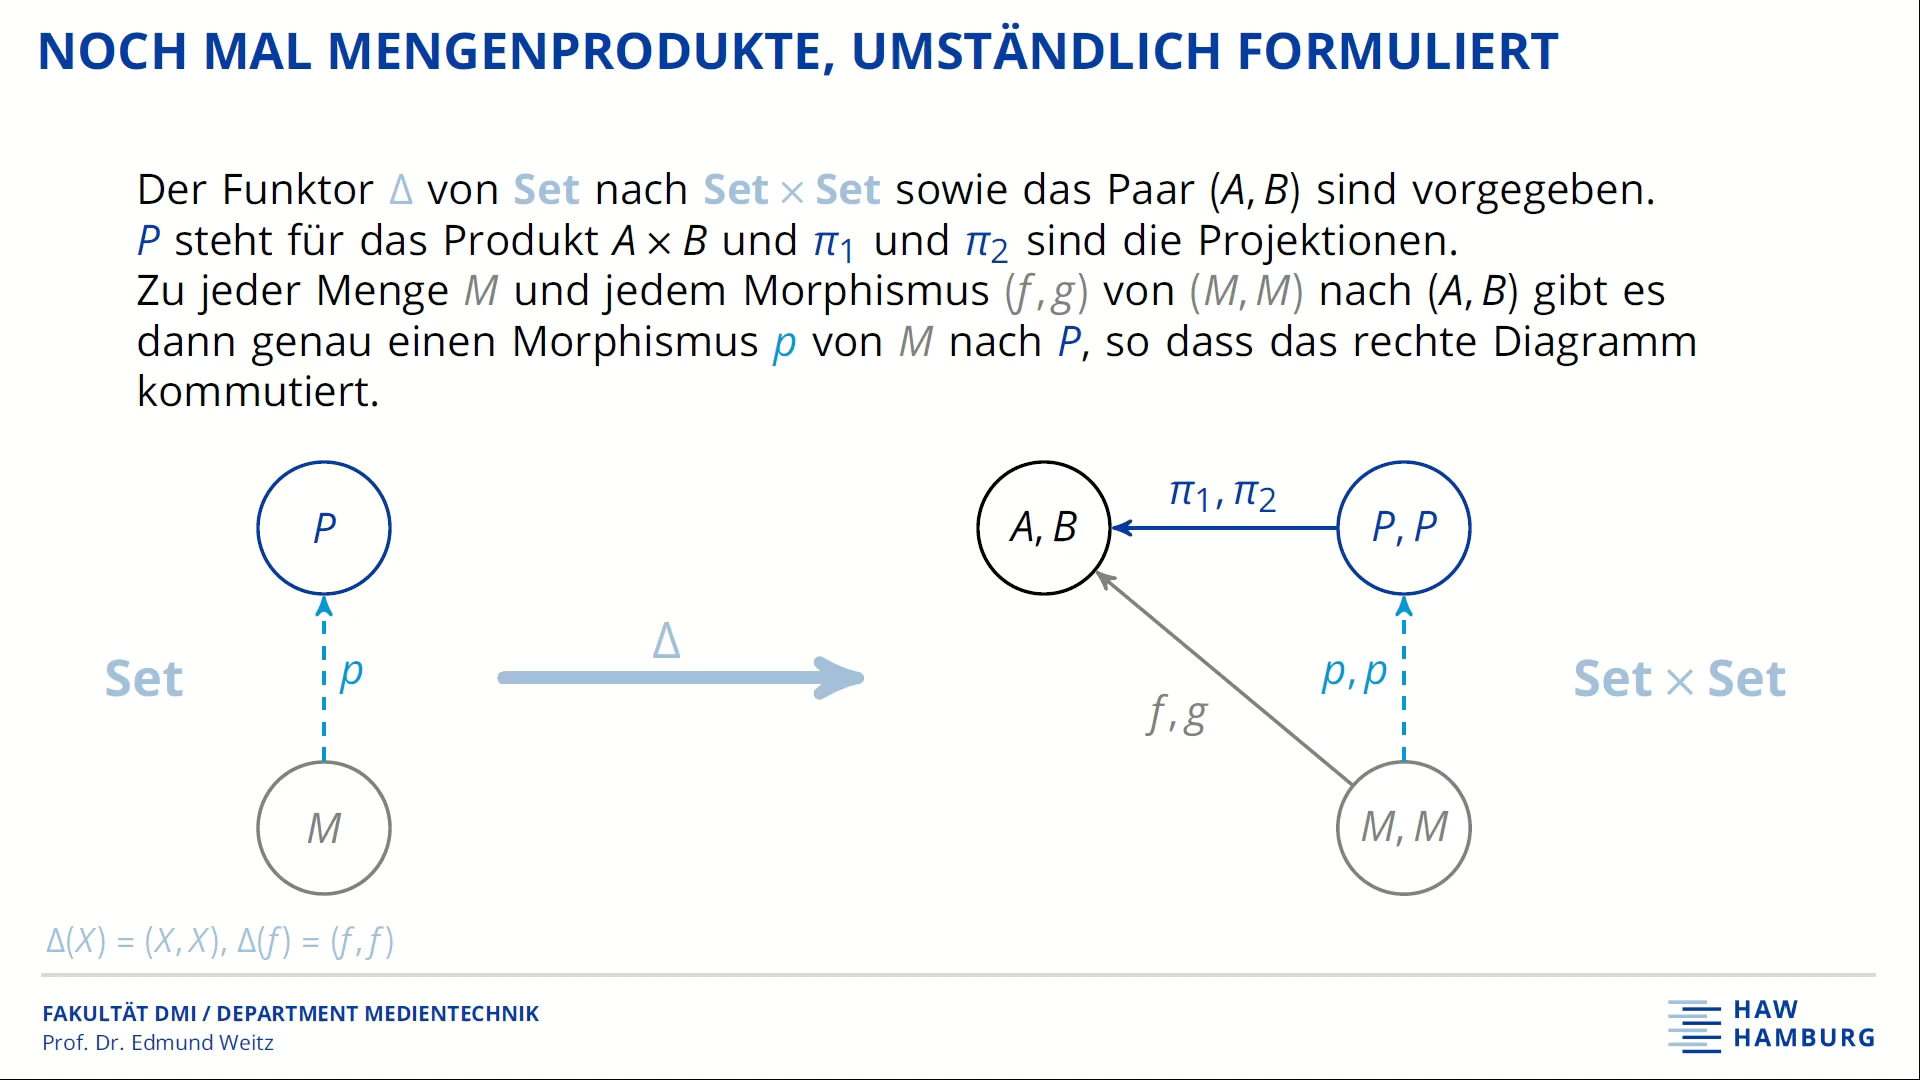 NOCH MAL MENGENPRODUKTE, UMSTÄNDLICH FORMULIERT
Der Funktor Δ von Set nach Set × Set sowie das Paar (A, B) sind vorgegeben.
P steht für das Produkt A × B und π₁ und π₂ sind die Projektionen.
Zu jeder Menge M und jedem Morphismus (f, g) von (M, M) nach (A, B) gibt es
dann genau einen Morphismus p von M nach P, so dass das rechte Diagramm
kommutiert.
P
A, B
π₁, π₂
P, P
Set
p
Δ
f, g
p, p
Set × Set
M
M, M
Δ(X) = (X, X), Δ(f) = (f, f)
FAKULTÄT DMI / DEPARTMENT MEDIENTECHNIK
Prof. Dr. Edmund Weitz
HAW
HAMBURG